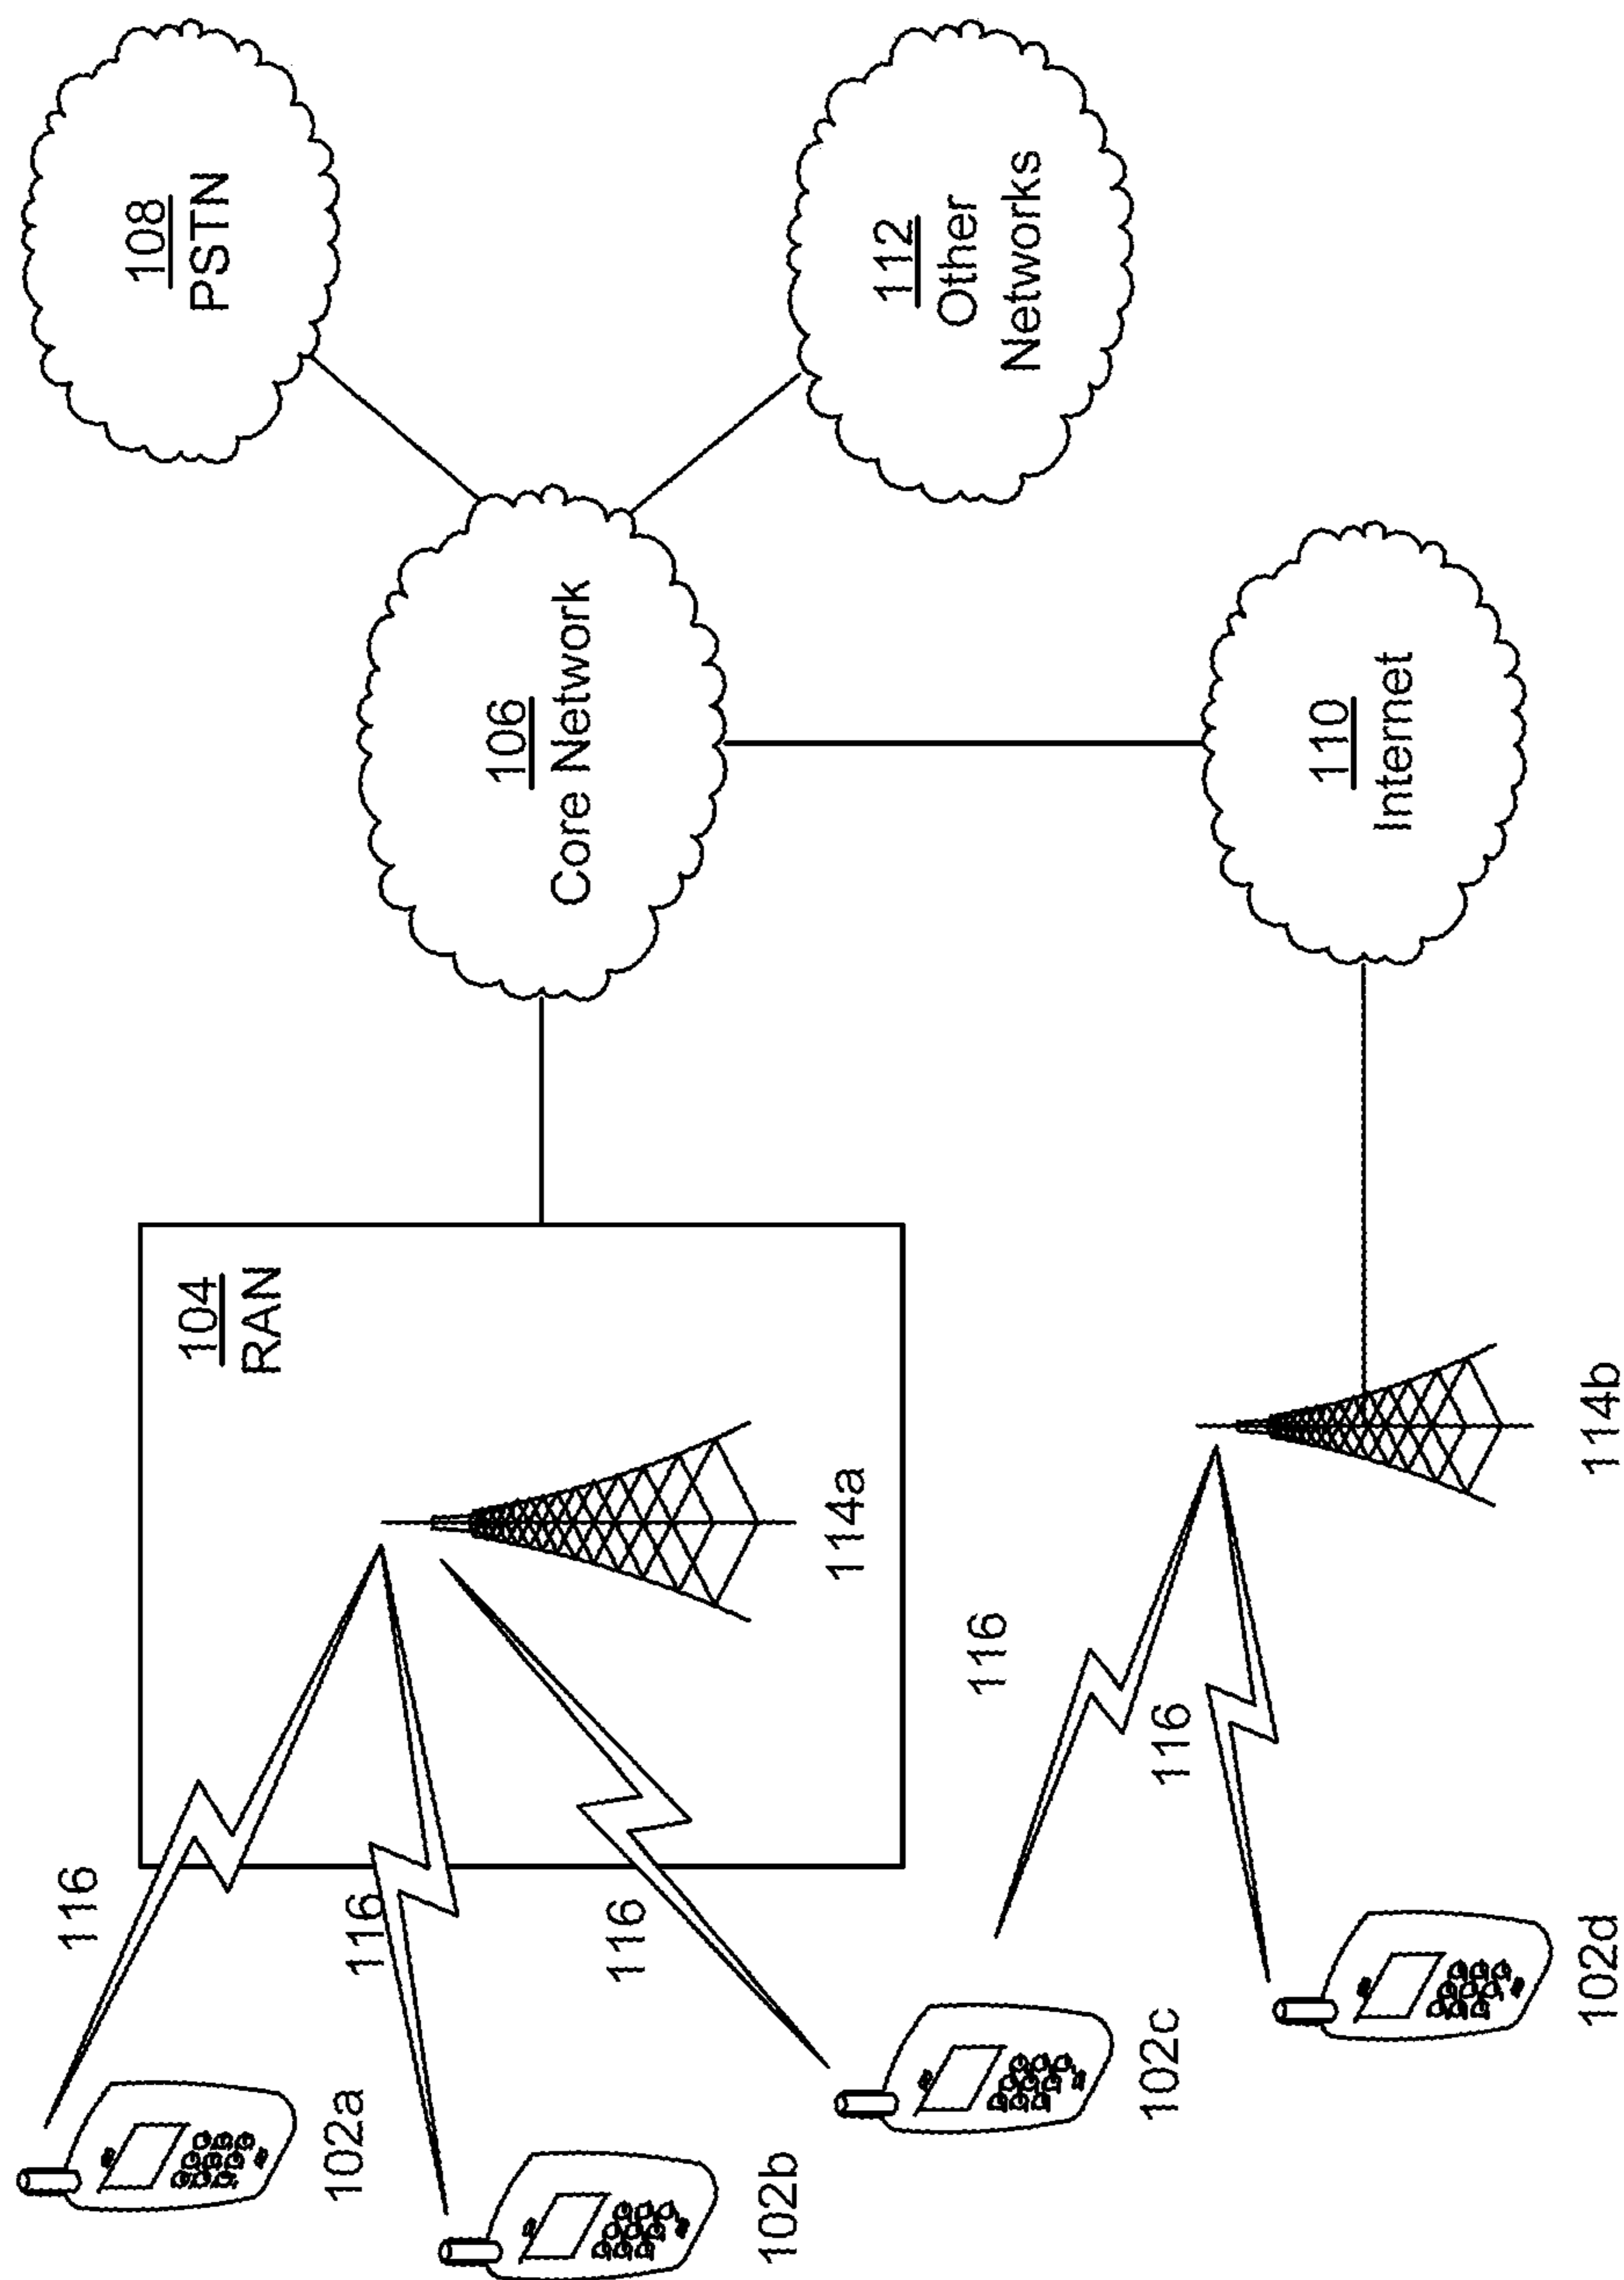 116
102a
116
102b
116
104
RAN
114a
106
Core Network
108
PSTN
112
Other
Networks
102c
116
116
102d
114b
110
Internet